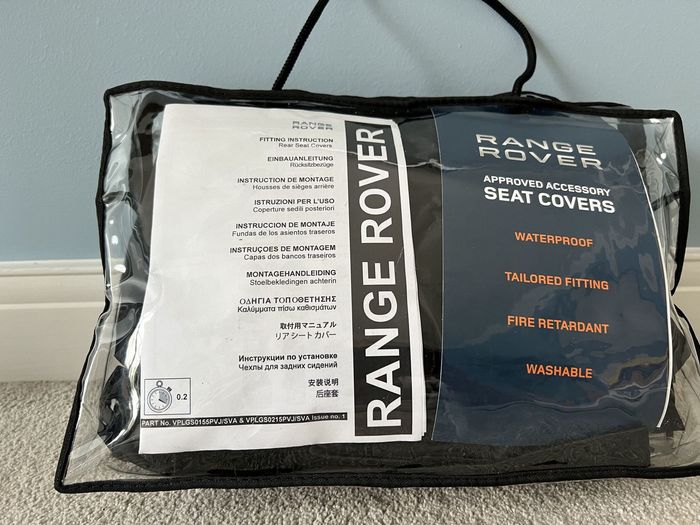 RANGE
ROVER
FITTING INSTRUCTION
Rear Seat Covers
EINBAUANLEITUNG
Rücksitzbezüge
INSTRUCTION DE MONTAGE
Housses de sièges arrière
ISTRUZIONI PER L'USO
Coperture sedili posteriori
INSTRUCCION DE MONTAJE
Fundas de los asientos traseros
INSTRUÇOES DE MONTAGEM
Capas dos bancos traseiros
MONTAGEHANDLEIDING
Stoelbekledingen achterin
ΟΔΗΓΙΑ ΤΟΠΟΘΕΤΗΣΗΣ
Καλύμματα πίσω καθισμάτων
取付用マニュアル
リア シート カバー
Инструкции по установке
Чехлы для задних сидений
安装说明
后座套
0.2
PART No. VPLGS0155PVJ/SVA & VPLGS0215PVJ/SVA Issue no. 1
RANGE ROVER
RANGE
ROVER
APPROVED ACCESSORY
SEAT COVERS
WATERPROOF
TAILORED FITTING
FIRE RETARDANT
WASHABLE